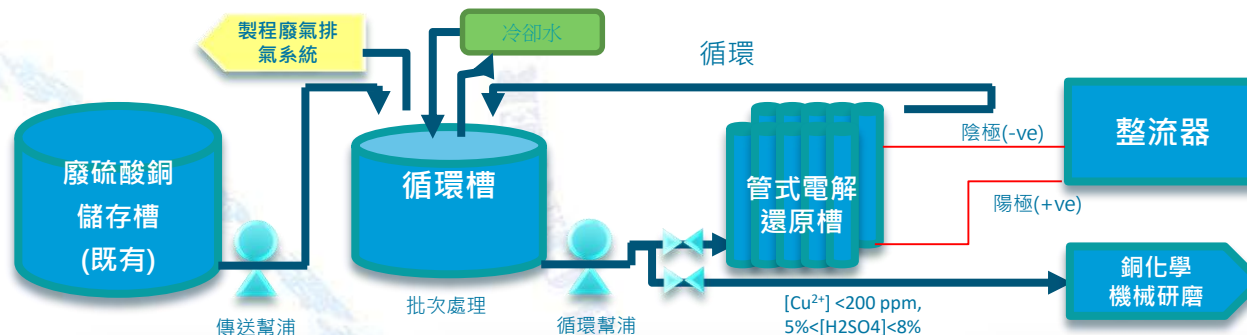 製程廢氣排
氣系統
冷卻水
循環
廢硫酸銅
儲存槽
(既有)
循環槽
管式電解
還原槽
陰極(-ve)
陽極(+ve)
整流器
傳送幫浦
批次處理
循環幫浦
[Cu²⁺] <200 ppm,
5%<[H2SO4]<8%
銅化學
機械研磨